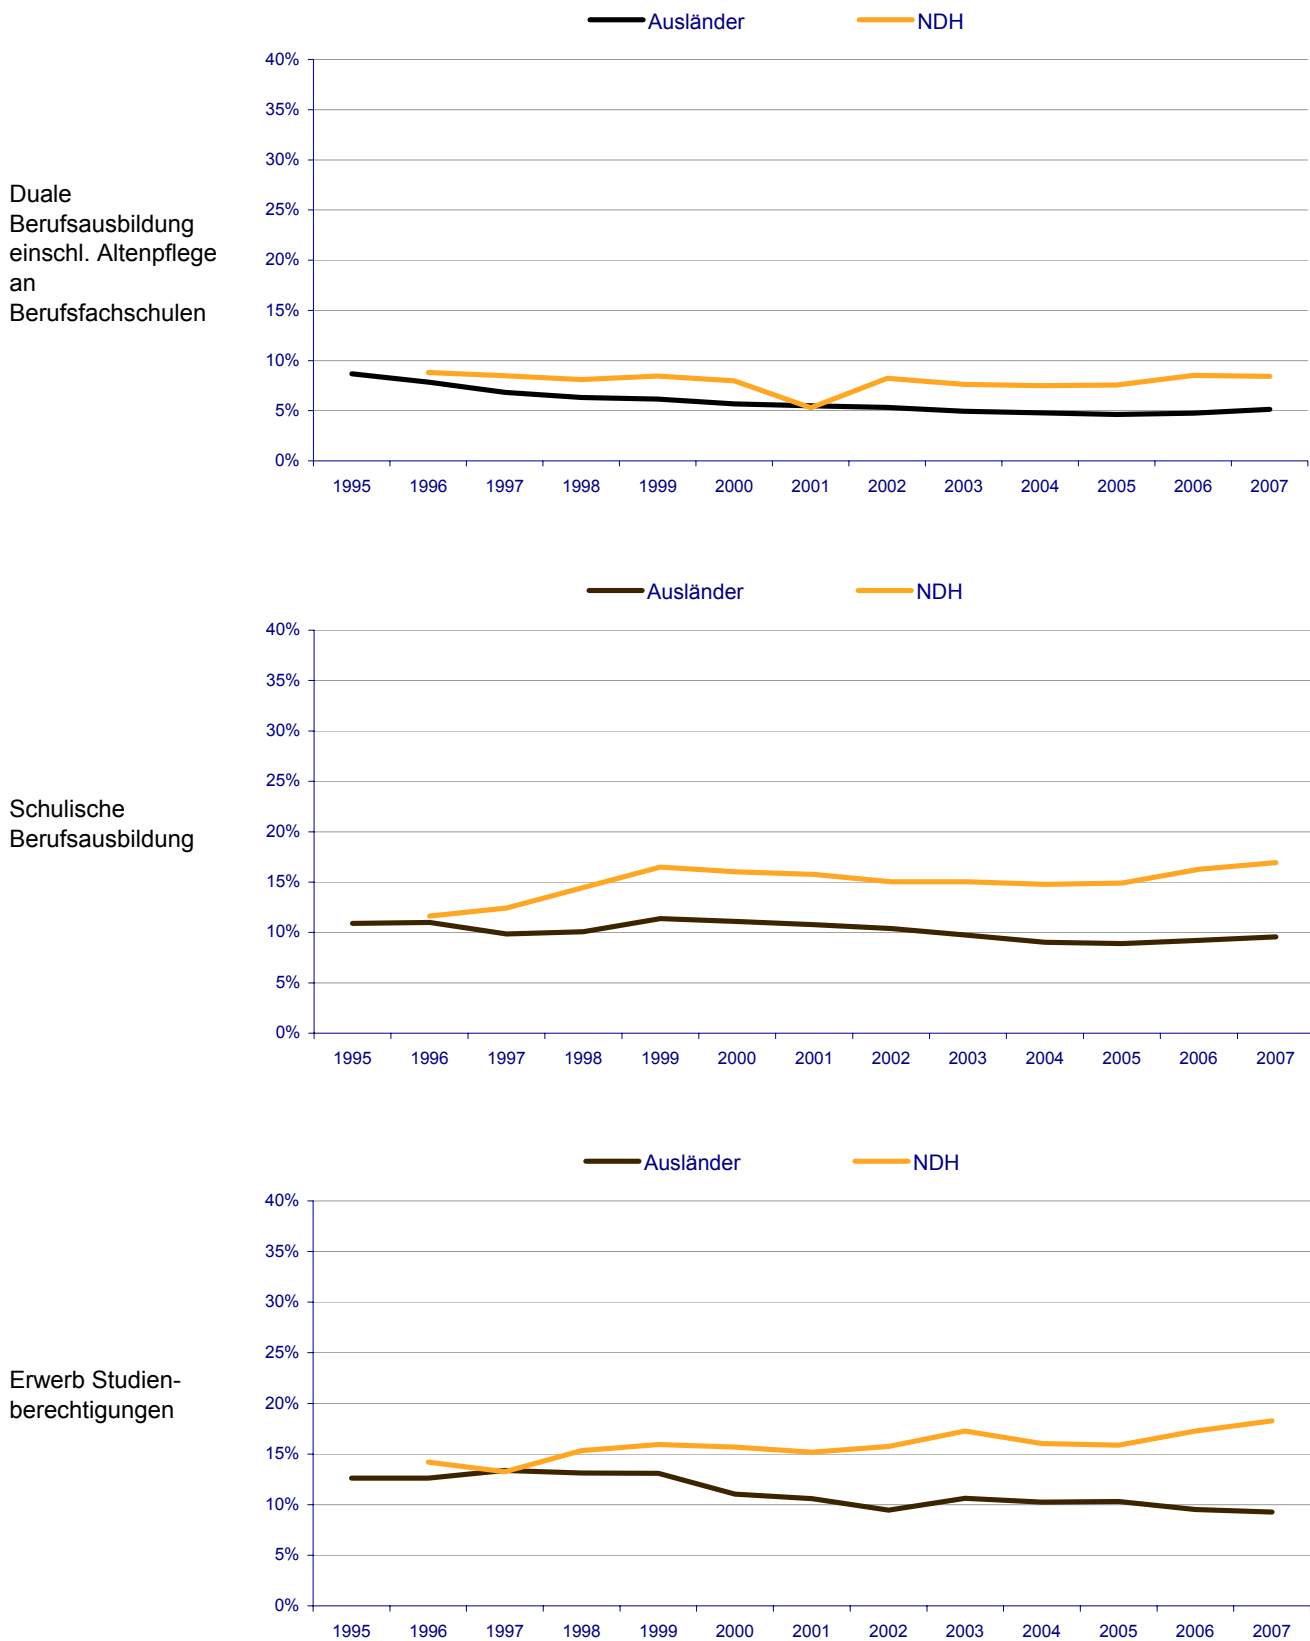 Ausländer NDH
40%
35%
30%
25%
20%
15%
10%
5%
0%
1995 1996 1997 1998 1999 2000 2001 2002 2003 2004 2005 2006 2007
Duale
Berufsausbildung
einschl. Altenpflege
an
Berufsfachschulen
Ausländer NDH
40%
35%
30%
25%
20%
15%
10%
5%
0%
1995 1996 1997 1998 1999 2000 2001 2002 2003 2004 2005 2006 2007
Schulische
Berufsausbildung
Ausländer NDH
40%
35%
30%
25%
20%
15%
10%
5%
0%
1995 1996 1997 1998 1999 2000 2001 2002 2003 2004 2005 2006 2007
Erwerb Studien-
berechtigungen